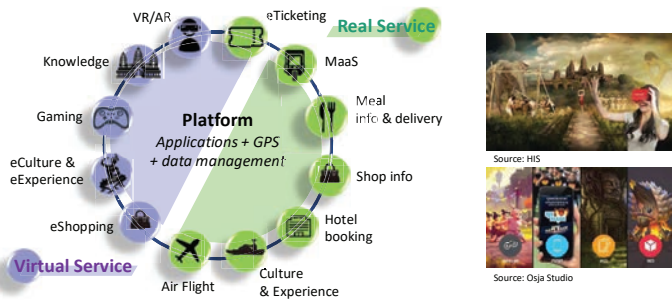 VR/AR
eTicketing
Real Service
Knowledge
MaaS
Gaming
Platform
Applications + GPS
+ data management
Meal
info & delivery
eCulture &
eExperience
Shop info
eShopping
Hotel
booking
Virtual Service
Air Flight
Culture
& Experience
Source: HIS
Source: Osja Studio